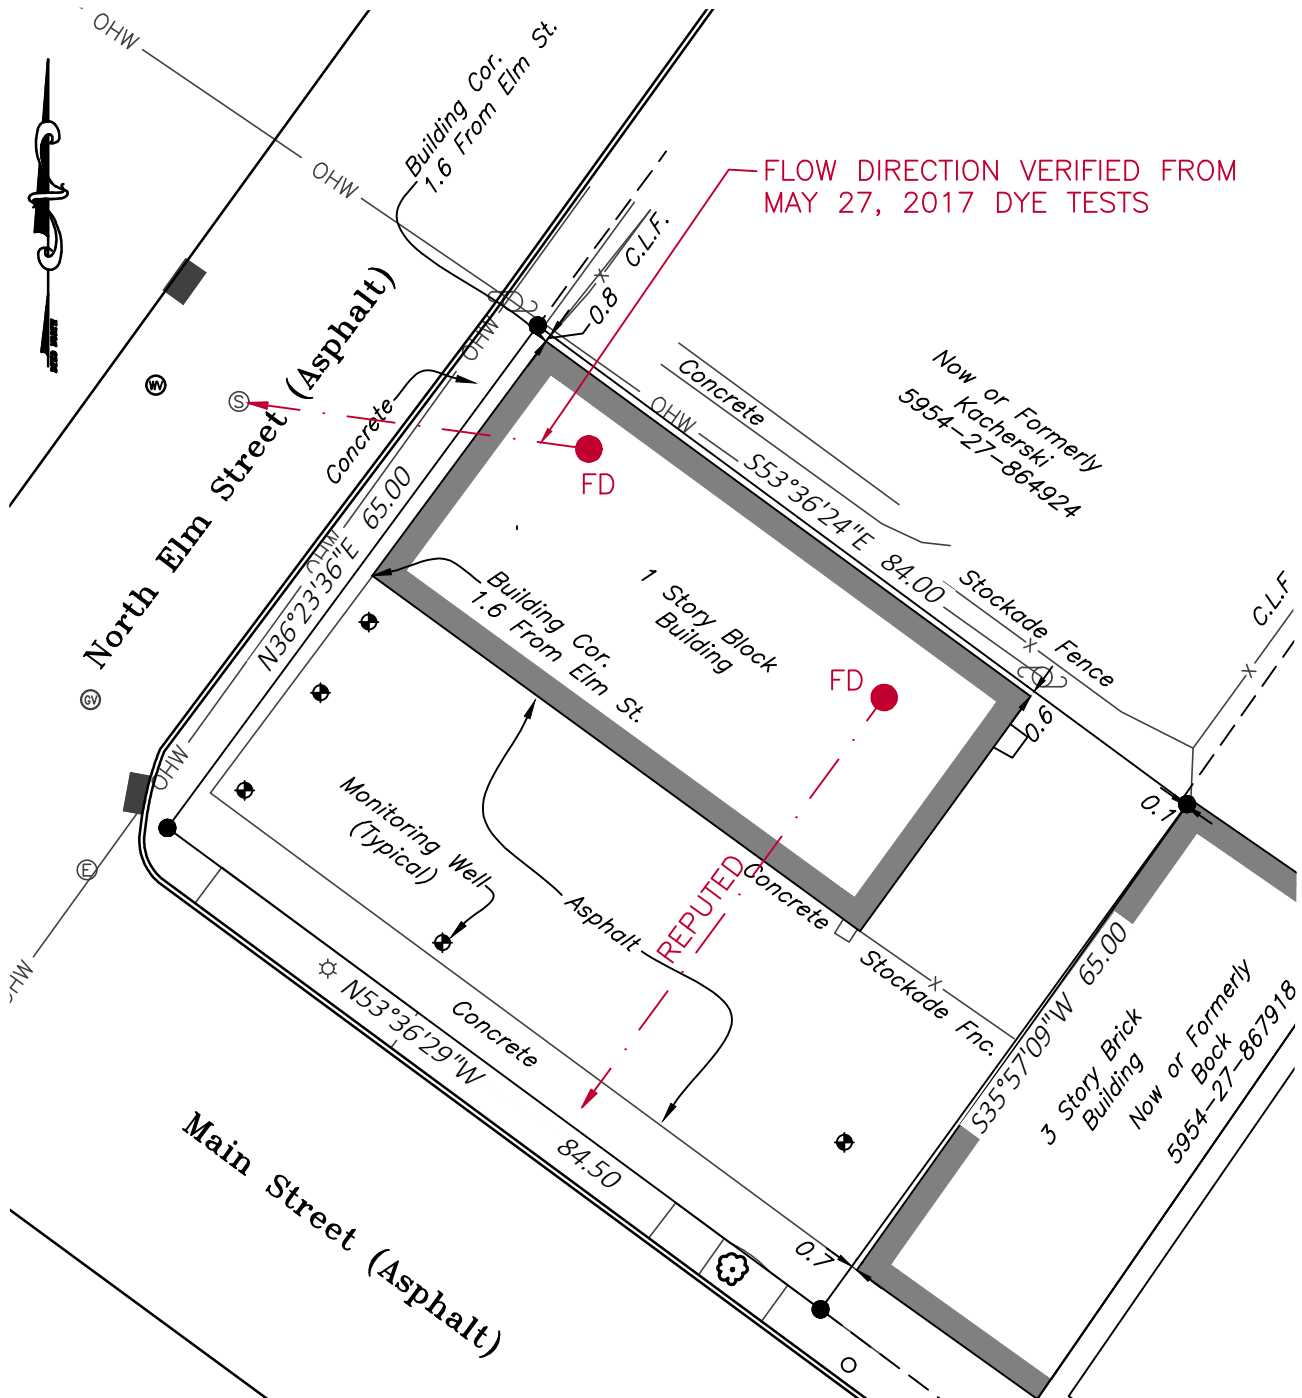 OHW
Building Cor.
1.6 From Elm St.
OHW
FLOW DIRECTION VERIFIED FROM
MAY 27, 2017 DYE TESTS
C.L.F.
0.8
OHW
WV
S
North Elm Street (Asphalt)
Concrete
Concrete
OHW
Now or Formerly
Kacherski
5954-27-864924
S53°36'24"E 84.00
FD
65.00
N36°23'36"E
OHW
Building Cor.
1.6 From Elm St.
1 Story Block
Building
Stockade Fence
C.L.F
FD
0.6
GV
OHW
Monitoring Well
(Typical)
0.1
REPUTED
Concrete
Asphalt
E
OHW
Stockade Fnc.
S35°57'09"W 65.00
3 Story Brick
Building
Now or Formerly
Bock
5954-27-867918
Concrete
N53°36'29"W
84.50
0.7
Main Street (Asphalt)